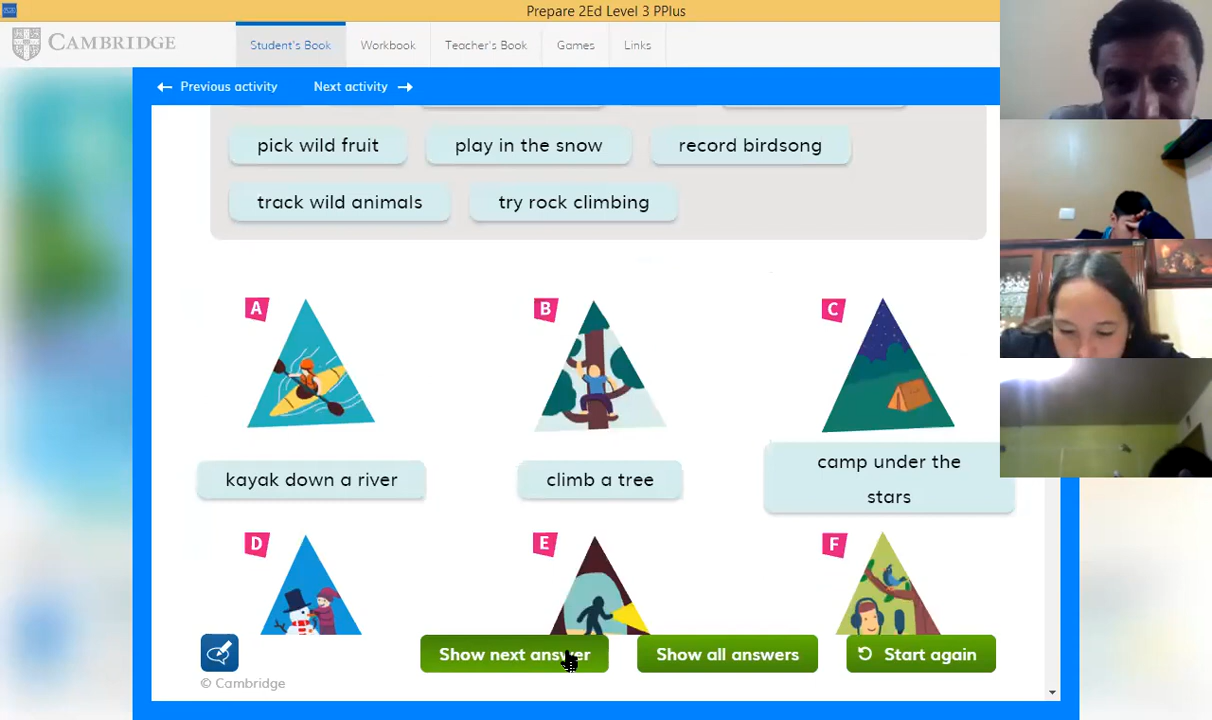 Prepare 2Ed Level 3 PPlus
CAMBRIDGE
Student's Book
Workbook
Teacher's Book
Games
Links
Previous activity
Next activity
pick wild fruit
play in the snow
record birdsong
track wild animals
try rock climbing
A
B
C
kayak down a river
climb a tree
camp under the
stars
D
E
F
Show next answer
Show all answers
Start again
© Cambridge